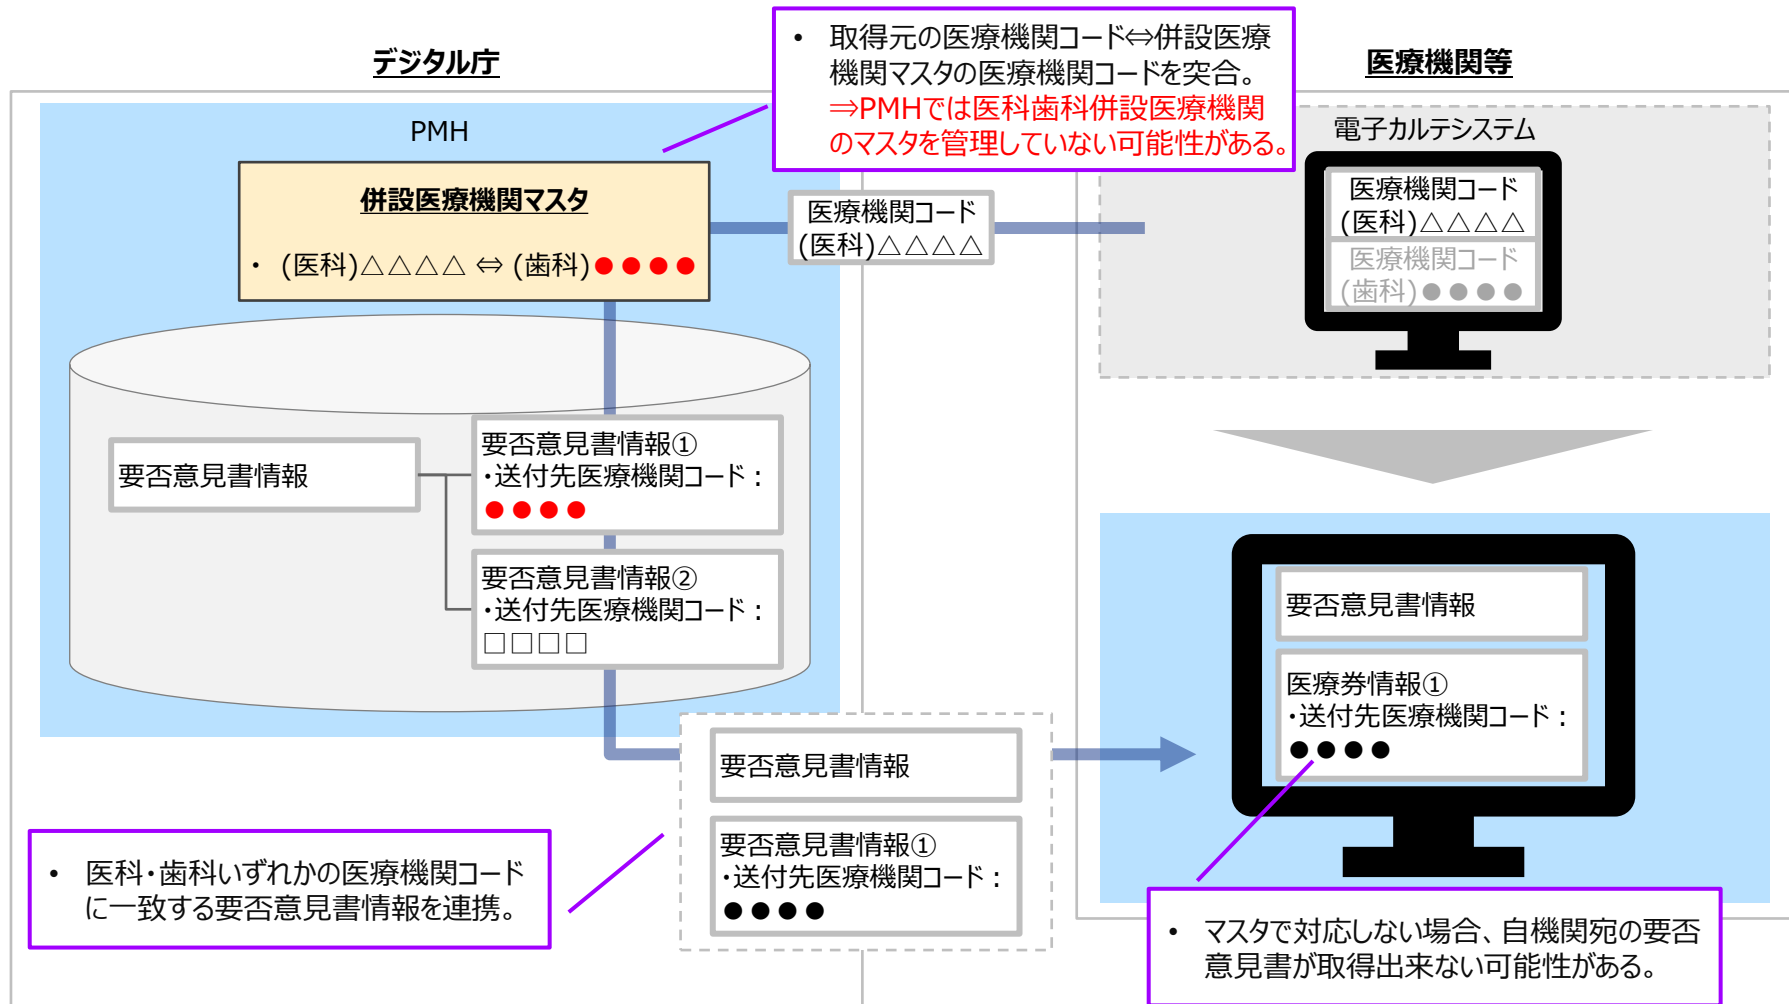 デジタル庁
PMH
併設医療機関マスタ
・ (医科)△△△△ ⇔ (歯科)●●●●
• 取得元の医療機関コード⇔併設医療
機関マスタの医療機関コードを突合。
⇒PMHでは医科歯科併設医療機関
のマスタを管理していない可能性がある。
医療機関コード
(医科)△△△△
医療機関等
電子カルテシステム
医療機関コード
(医科)△△△△
医療機関コード
(歯科)●●●●
要否意見書情報
要否意見書情報①
・送付先医療機関コード：
●●●●
要否意見書情報②
・送付先医療機関コード：
□□□□
要否意見書情報
要否意見書情報①
・送付先医療機関コード：
●●●●
要否意見書情報
医療券情報①
・送付先医療機関コード：
●●●●
• 医科・歯科いずれかの医療機関コード
に一致する要否意見書情報を連携。
• マスタで対応しない場合、自機関宛の要否
意見書が取得出来ない可能性がある。